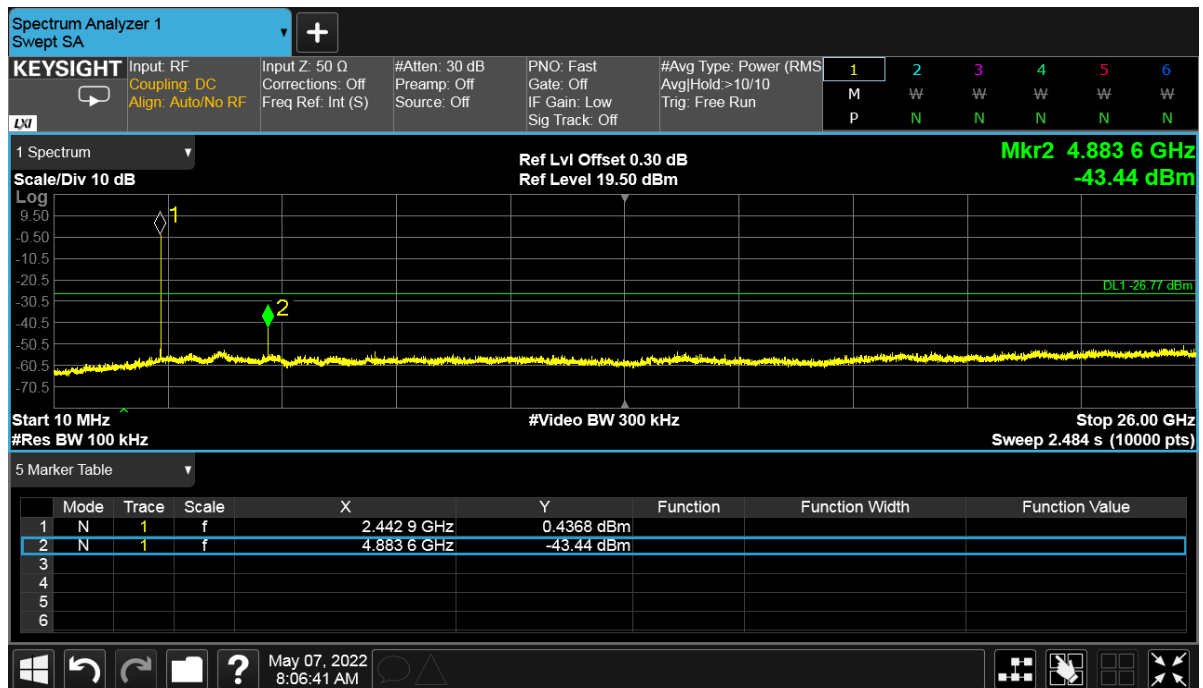 Spectrum Analyzer 1
Swept SA
+
KEYSIGHT
LXI
Input: RF
Coupling: DC
Align: Auto/No RF
Input Z: 50 Ω
Corrections: Off
Freq Ref: Int (S)
#Atten: 30 dB
Preamp: Off
Source: Off
PNO: Fast
Gate: Off
IF Gain: Low
Sig Track: Off
#Avg Type: Power (RMS
Avg|Hold:>10/10
Trig: Free Run
1 2 3 4 5 6
M W W W W W
P N N N N N
1 Spectrum
Scale/Div 10 dB
Ref Lvl Offset 0.30 dB
Ref Level 19.50 dBm
Mkr2 4.883 6 GHz
-43.44 dBm
Log
9.50
-0.50
-10.5
-20.5
-30.5
-40.5
-50.5
-60.5
-70.5
1
2
DL1 -26.77 dBm
Start 10 MHz
#Video BW 300 kHz
Stop 26.00 GHz
#Res BW 100 kHz
Sweep 2.484 s (10000 pts)
5 Marker Table
Mode Trace Scale X Y Function Function Width Function Value
1 N 1 f 2.442 9 GHz 0.4368 dBm
2 N 1 f 4.883 6 GHz -43.44 dBm
3
4
5
6
?
May 07, 2022
8:06:41 AM